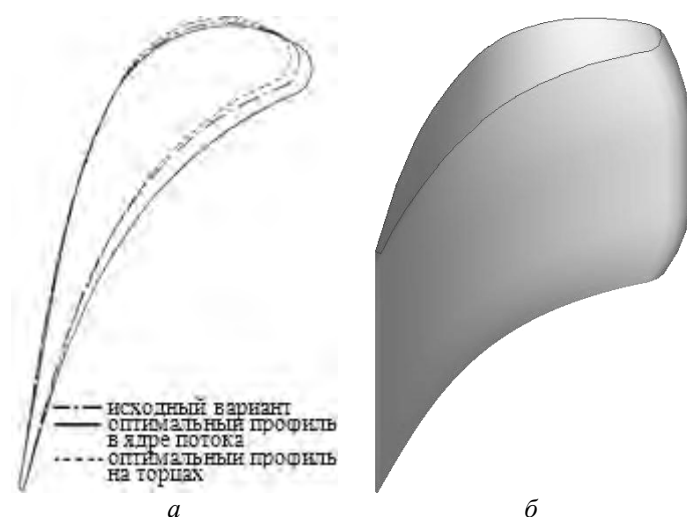 исходный вариант
оптимальный профиль
в ядре потока
оптимальный профиль
на торцах
а
б